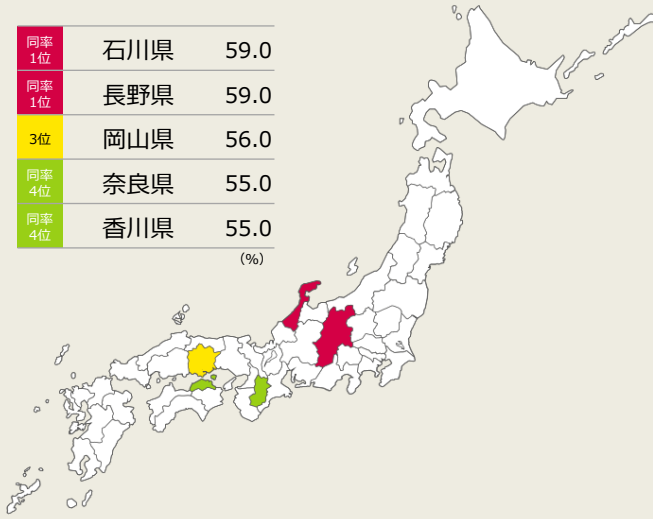 同率
1位 石川県 59.0
同率
1位 長野県 59.0
3位 岡山県 56.0
同率
4位 奈良県 55.0
同率
4位 香川県 55.0
(%)